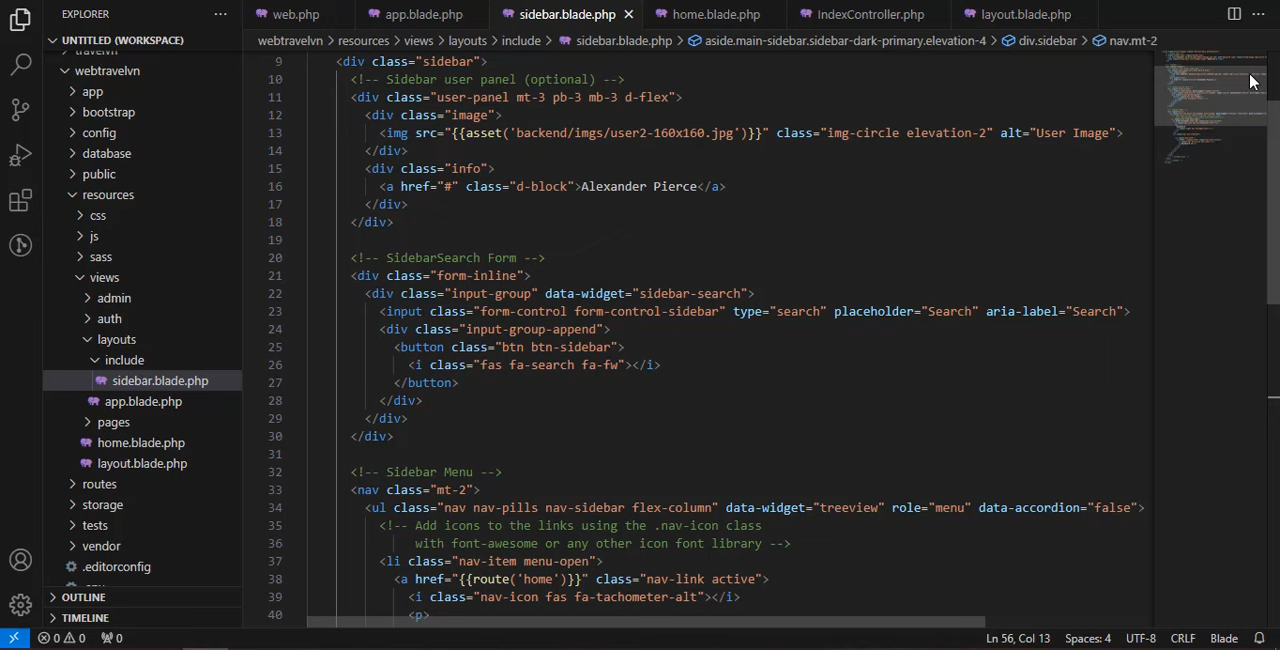 EXPLORER
web.php
app.blade.php
sidebar.blade.php
home.blade.php
IndexController.php
layout.blade.php
UNTITLED (WORKSPACE)
webtravelvn > resources > views > layouts > include > sidebar.blade.php > aside.main-sidebar.sidebar-dark-primary.elevation-4 > div.sidebar > nav.mt-2
webtravelvn
app
bootstrap
config
database
public
resources
css
js
sass
views
admin
auth
layouts
include
sidebar.blade.php
app.blade.php
pages
home.blade.php
layout.blade.php
routes
storage
tests
vendor
.editorconfig
OUTLINE
TIMELINE
9 <div class="sidebar">
10 <!-- Sidebar user panel (optional) -->
11 <div class="user-panel mt-3 pb-3 mb-3 d-flex">
12 <div class="image">
13 <img src="{{asset('backend/imgs/user2-160x160.jpg')}}" class="img-circle elevation-2" alt="User Image">
14 </div>
15 <div class="info">
16 <a href="#" class="d-block">Alexander Pierce</a>
17 </div>
18 </div>
19
20 <!-- SidebarSearch Form -->
21 <div class="form-inline">
22 <div class="input-group" data-widget="sidebar-search">
23 <input class="form-control form-control-sidebar" type="search" placeholder="Search" aria-label="Search">
24 <div class="input-group-append">
25 <button class="btn btn-sidebar">
26 <i class="fas fa-search fa-fw"></i>
27 </button>
28 </div>
29 </div>
30 </div>
31
32 <!-- Sidebar Menu -->
33 <nav class="mt-2">
34 <ul class="nav nav-pills nav-sidebar flex-column" data-widget="treeview" role="menu" data-accordion="false">
35 <!-- Add icons to the links using the .nav-icon class
36 with font-awesome or any other icon font library -->
37 <li class="nav-item menu-open">
38 <a href="{{route('home')}}" class="nav-link active">
39 <i class="nav-icon fas fa-tachometer-alt"></i>
40 <p>
0 0 0
Ln 56, Col 13
Spaces: 4
UTF-8
CRLF
Blade